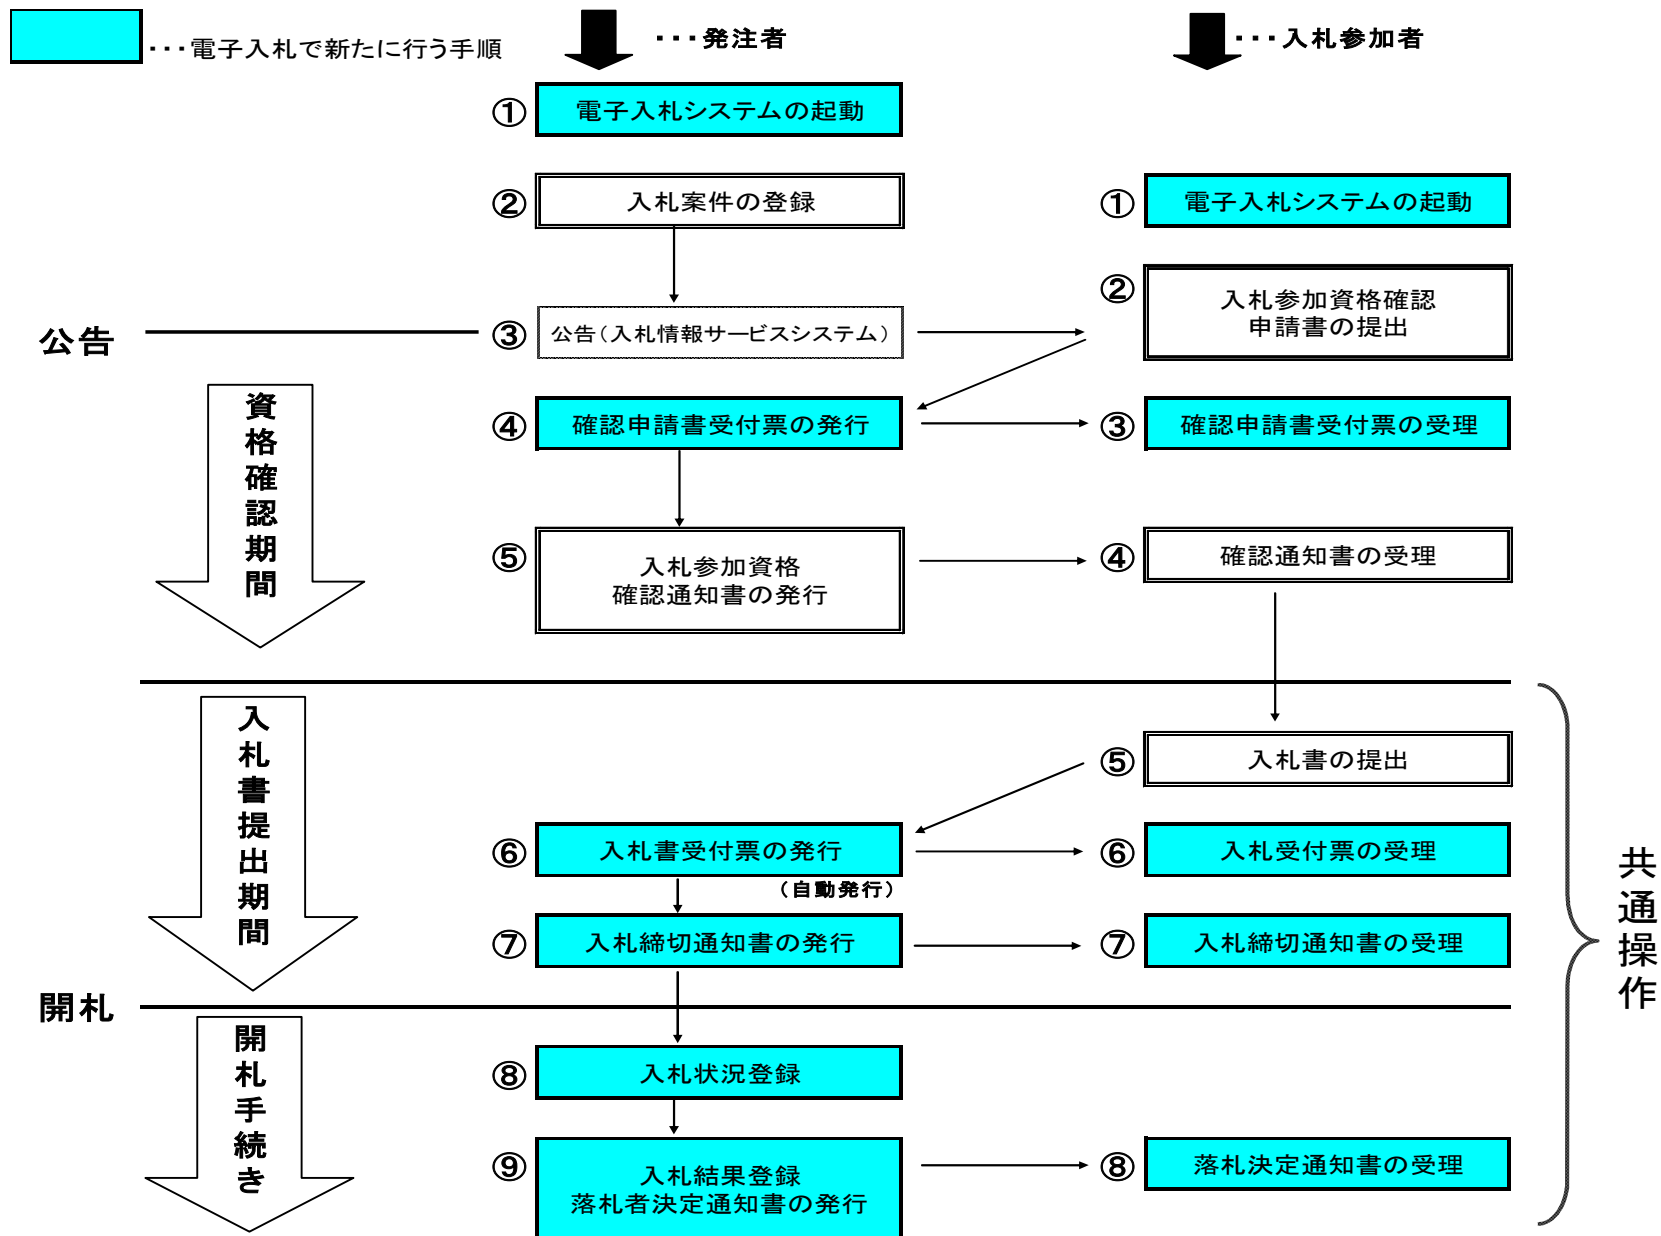 ・・・電子入札で新たに行う手順
・・・発注者
・・・入札参加者
① 電子入札システムの起動
② 入札案件の登録
① 電子入札システムの起動
② 入札参加資格確認
申請書の提出
公告
③ 公告（入札情報サービスシステム）
資格確認期間
④ 確認申請書受付票の発行
③ 確認申請書受付票の受理
⑤ 入札参加資格
確認通知書の発行
④ 確認通知書の受理
入札書提出期間
⑤ 入札書の提出
⑥ 入札書受付票の発行
（自動発行）
⑥ 入札受付票の受理
⑦ 入札締切通知書の発行
⑦ 入札締切通知書の受理
共通操作
開札
開札手続き
⑧ 入札状況登録
⑨ 入札結果登録
落札者決定通知書の発行
⑧ 落札決定通知書の受理